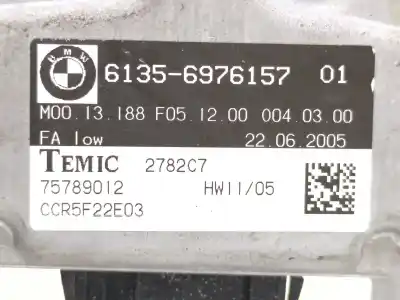 BMW
6135-6976157 01
M00.13.188 F05.12.00 004.03.00
FA low 22.06.2005
TEMIC 2782C7
75789012 HW11/05
CCR5F22E03